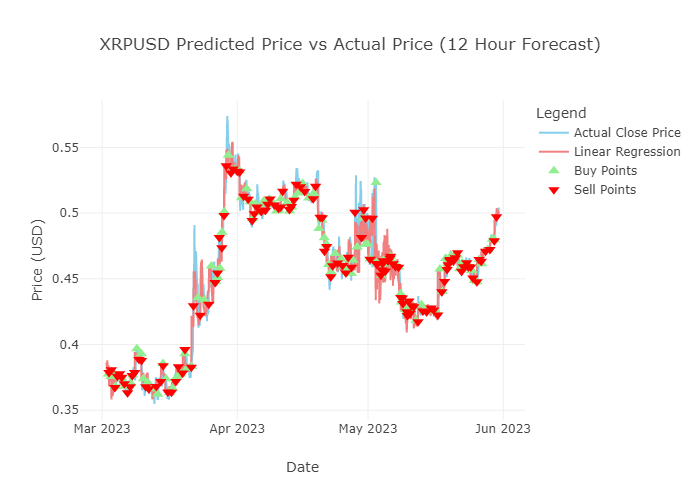 XRPUSD Predicted Price vs Actual Price (12 Hour Forecast)
Legend
Actual Close Price
Linear Regression
Buy Points
Sell Points
Price (USD)
0.55
0.5
0.45
0.4
0.35
Mar 2023
Apr 2023
May 2023
Jun 2023
Date